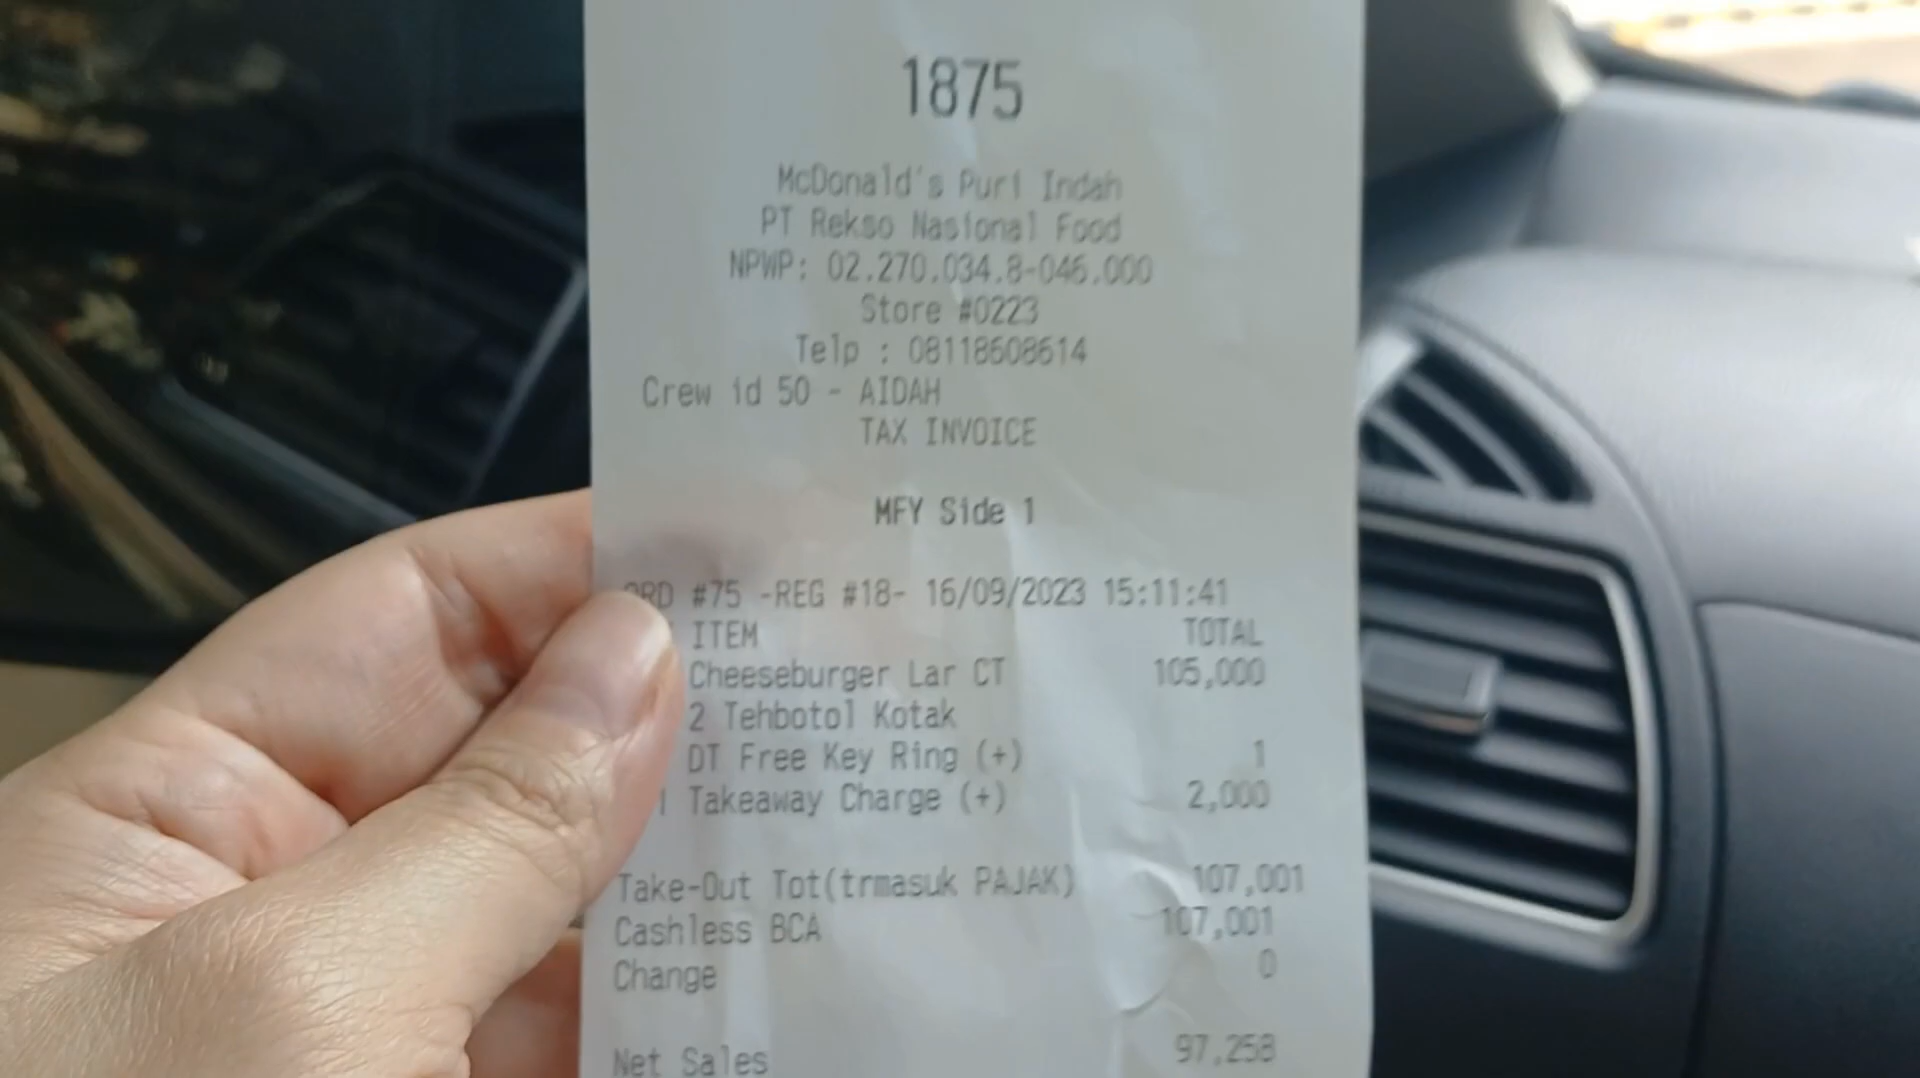 1875
McDonald's Puri Indah
PT Rekso Nasional Food
NPWP: 02.270.034.8-046.000
Store #0223
Telp : 08118608614
Crew id 50 - AIDAH
TAX INVOICE
MFY Side 1
ORD #75 -REG #18- 16/09/2023 15:11:41
ITEM TOTAL
Cheeseburger Lar CT 105,000
2 Tehbotol Kotak
DT Free Key Ring (+) 1
1 Takeaway Charge (+) 2,000
Take-Out Tot(trmasuk PAJAK) 107,001
Cashless BCA 107,001
Change 0
Net Sales 97,258